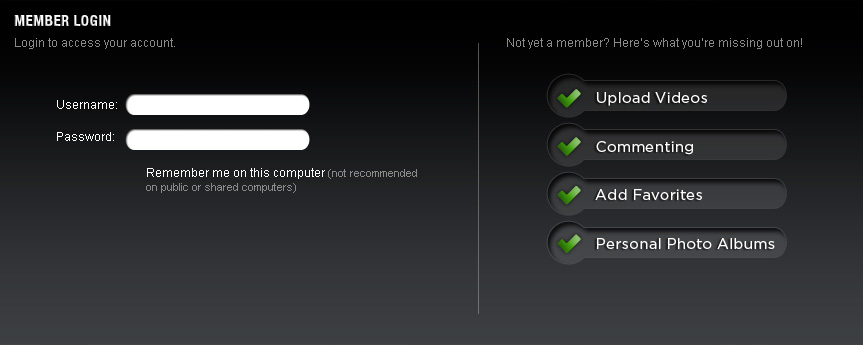 MEMBER LOGIN
Login to access your account.
Username:
Password:
Remember me on this computer (not recommended
on public or shared computers)
Not yet a member? Here's what you're missing out on!
Upload Videos
Commenting
Add Favorites
Personal Photo Albums